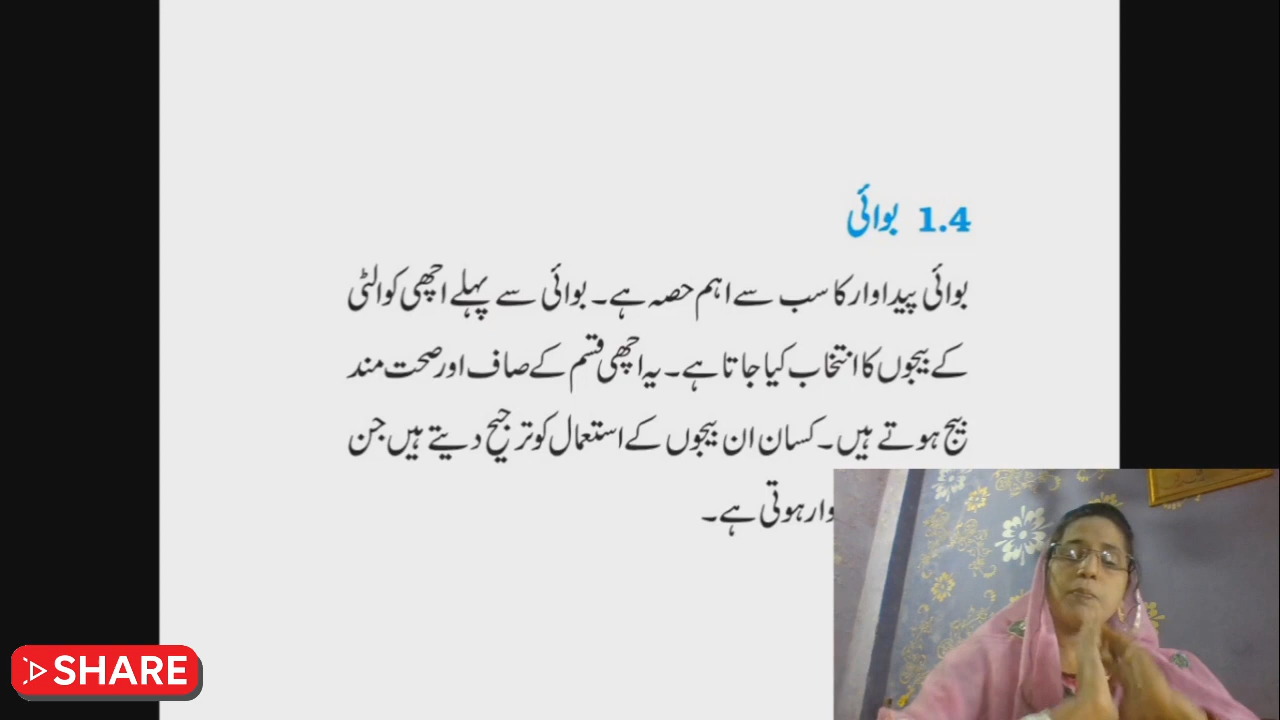 1.4 بوائی
بوائی پیداوار کا سب سے اہم حصہ ہے۔ بوائی سے پہلے اچھی کوالٹی
کے بیجوں کا انتخاب کیا جاتا ہے۔ یہ اچھی قسم کے صاف اور صحت مند
بیج ہوتے ہیں۔ کسان ان بیجوں کے استعمال کو ترجیح دیتے ہیں جن
ہوتی ہے۔
SHARE